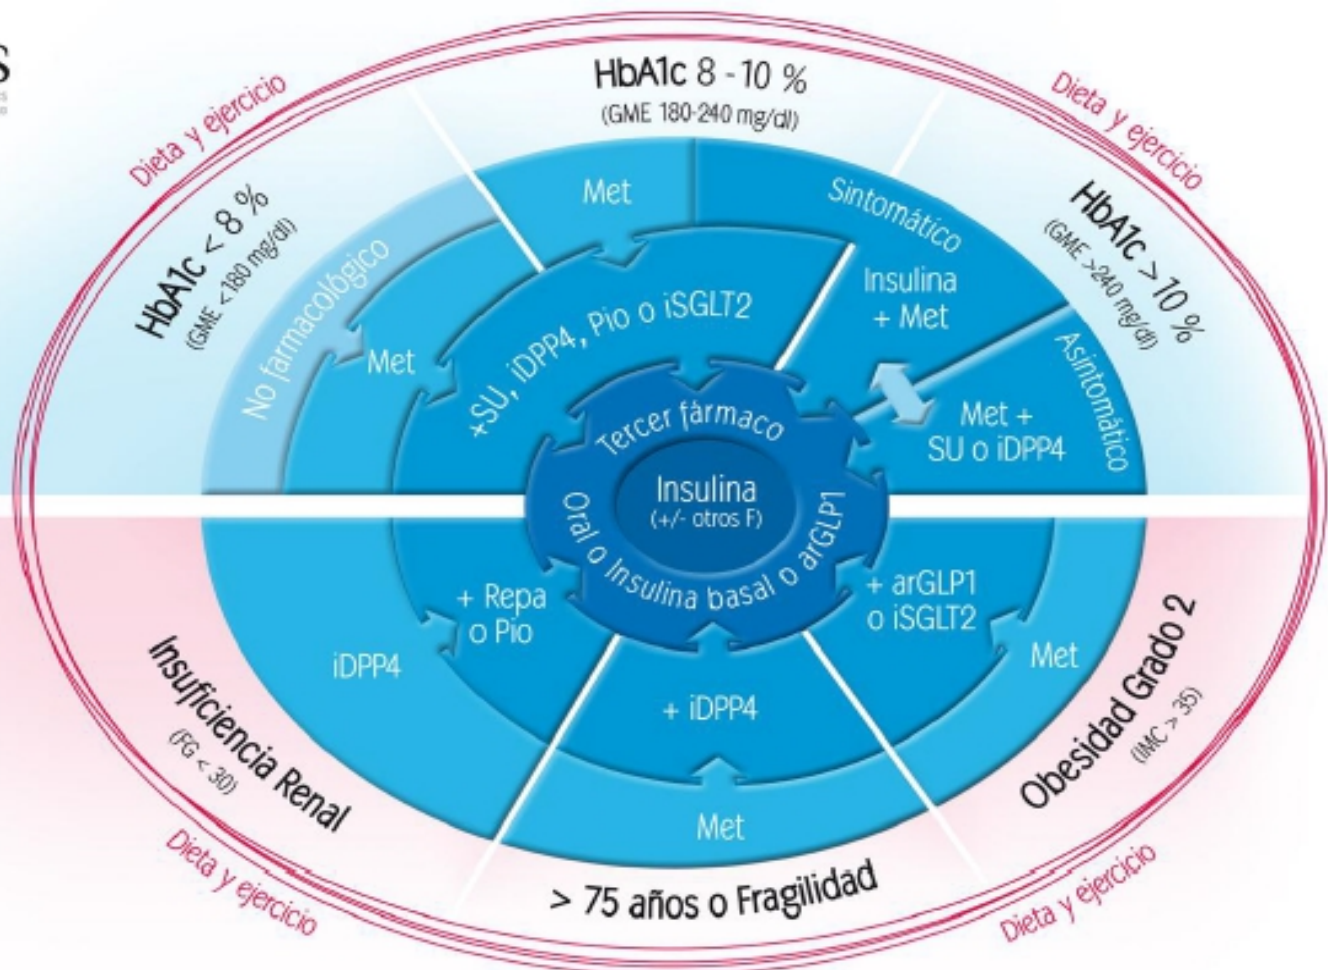 S
HbA1c 8 - 10 %
(GME 180-240 mg/dl)
Dieta y ejercicio
Dieta y ejercicio
HbA1c < 8 %
(GME <180 mg/dl)
HbA1c > 10 %
(GME >240 mg/dl)
No farmacológico
Met
Met
+SU, iDPP4, Pio o iSGLT2
Sintomático
Insulina
+ Met
Asintomático
Met +
SU o iDPP4
Tercer fármaco
Oral o Insulina basal o arGLP1
Insulina
(+/- otros F)
Insuficiencia Renal
(FG < 30)
iDPP4
+ Repa
o Pio
> 75 años o Fragilidad
Met
+ iDPP4
Obesidad Grado 2
(IMC > 35)
Met
+ arGLP1
o iSGLT2
Dieta y ejercicio
Dieta y ejercicio